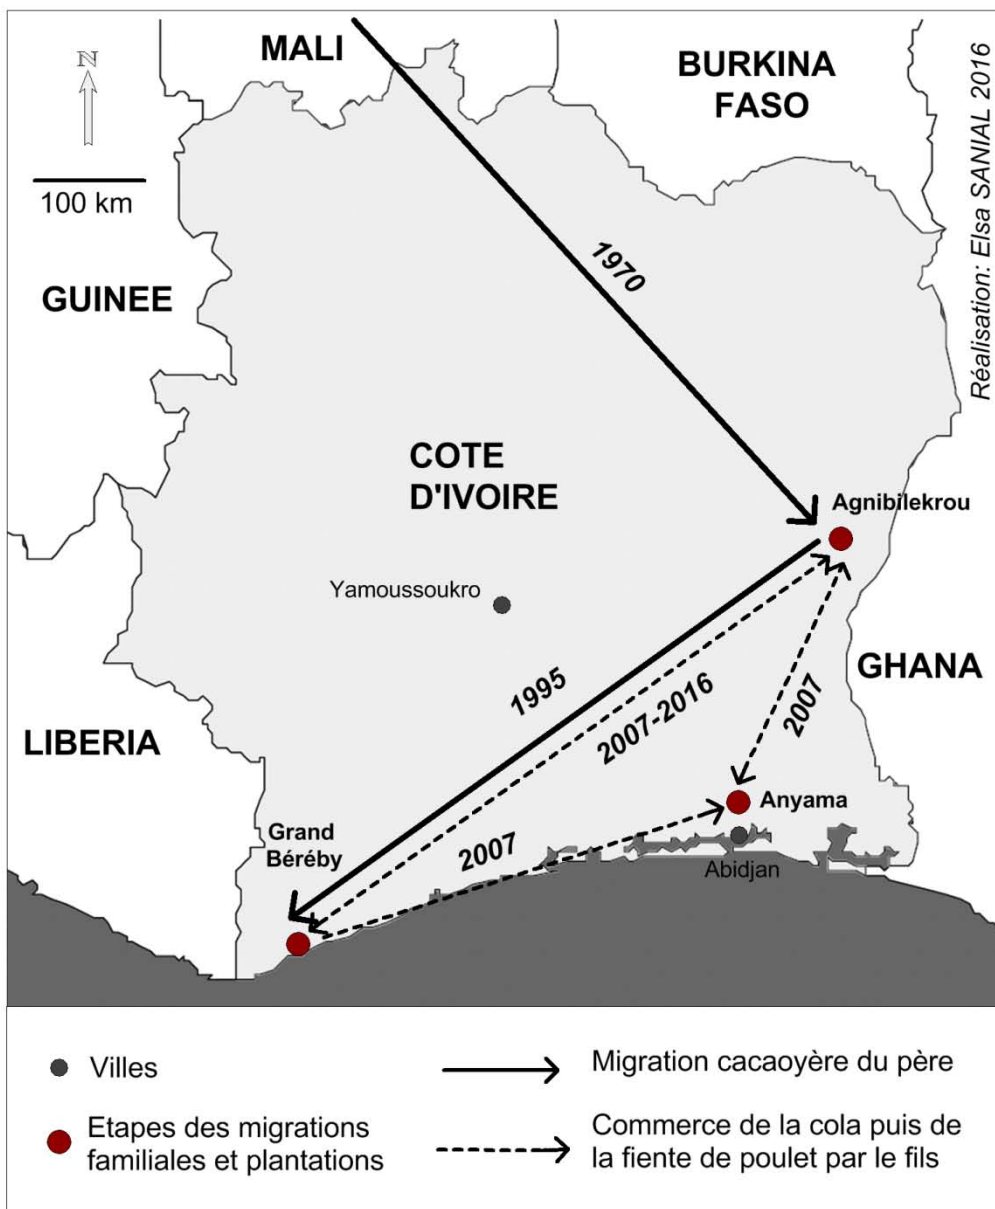 MALI
BURKINA
FASO
N
100 km
Réalisation: Elsa SANIAL 2016
GUINEE
1970
COTE
D'IVOIRE
Agnibilekrou
Yamoussoukro
GHANA
1995
2007-2016
2007
LIBERIA
Anyama
Grand
Béréby
2007
Abidjan
Villes
Migration cacaoyère du père
Etapes des migrations
familiales et plantations
Commerce de la cola puis de
la fiente de poulet par le fils